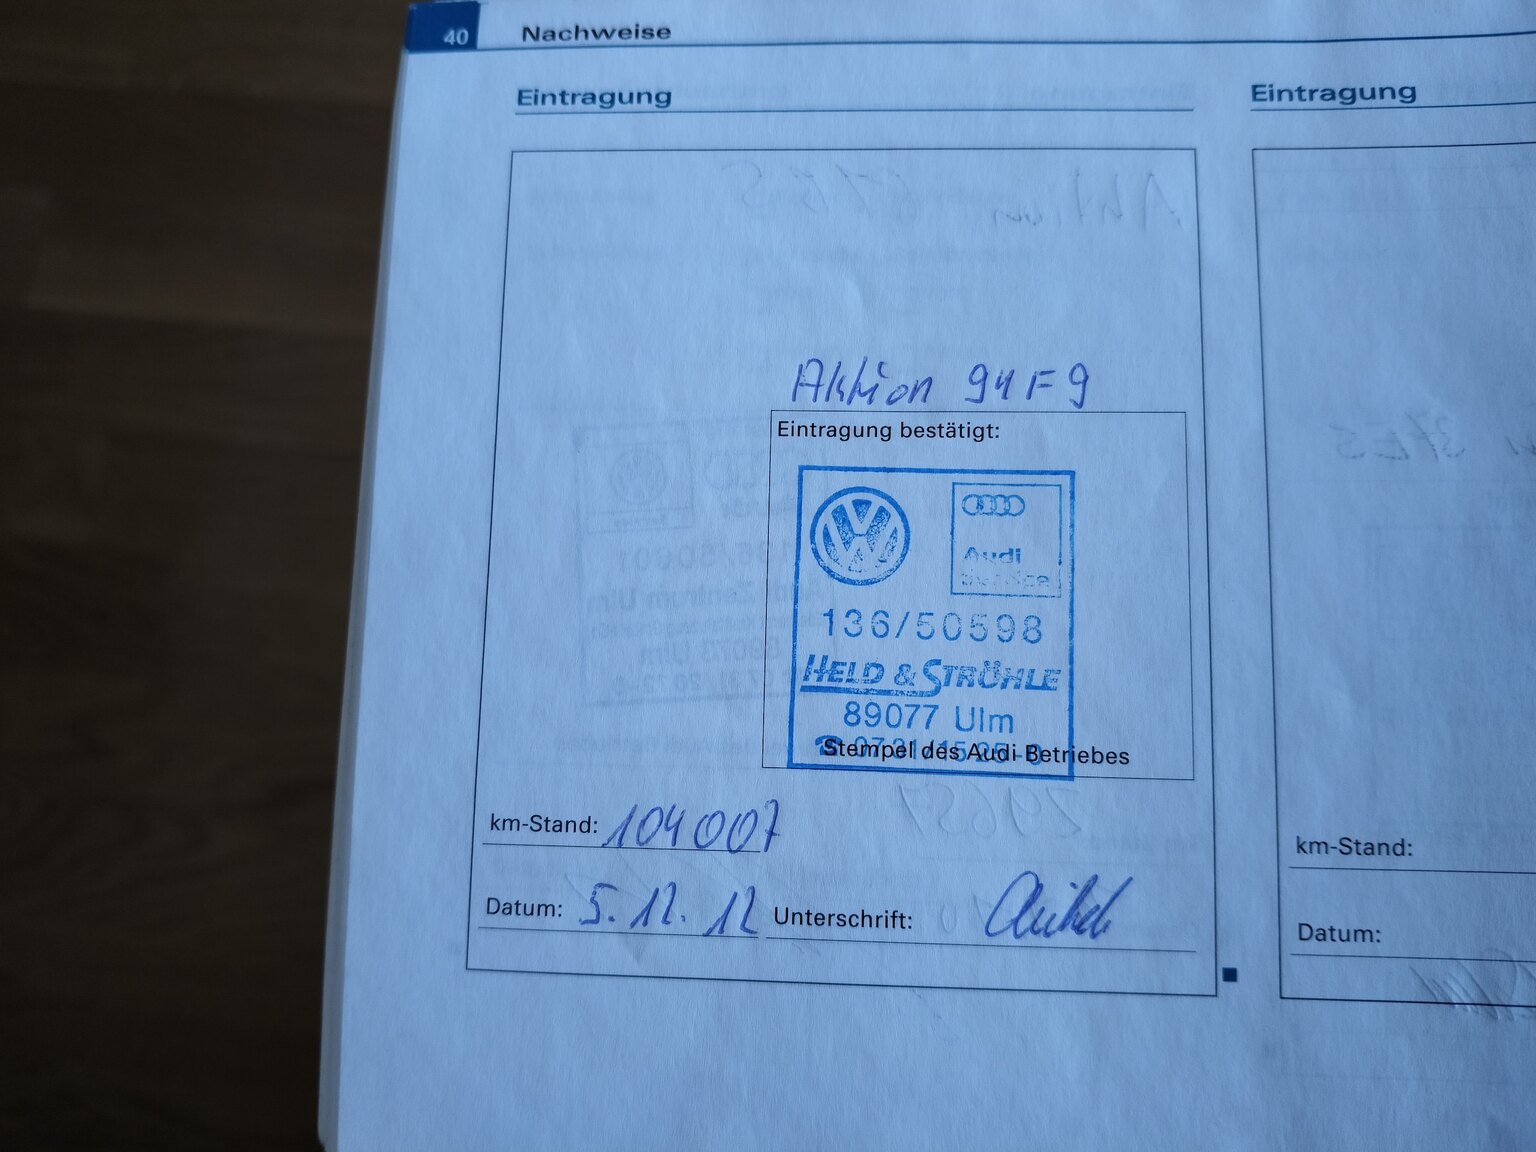 40 Nachweise
Eintragung
Aktion 94F9
Eintragung bestätigt:
Audi
Service
136/50598
HELD & STRÖHLE
89077 Ulm
Stempel des Audi Betriebes
km-Stand: 104007
Datum: 5.12.12 Unterschrift:
Eintragung
km-Stand:
Datum: